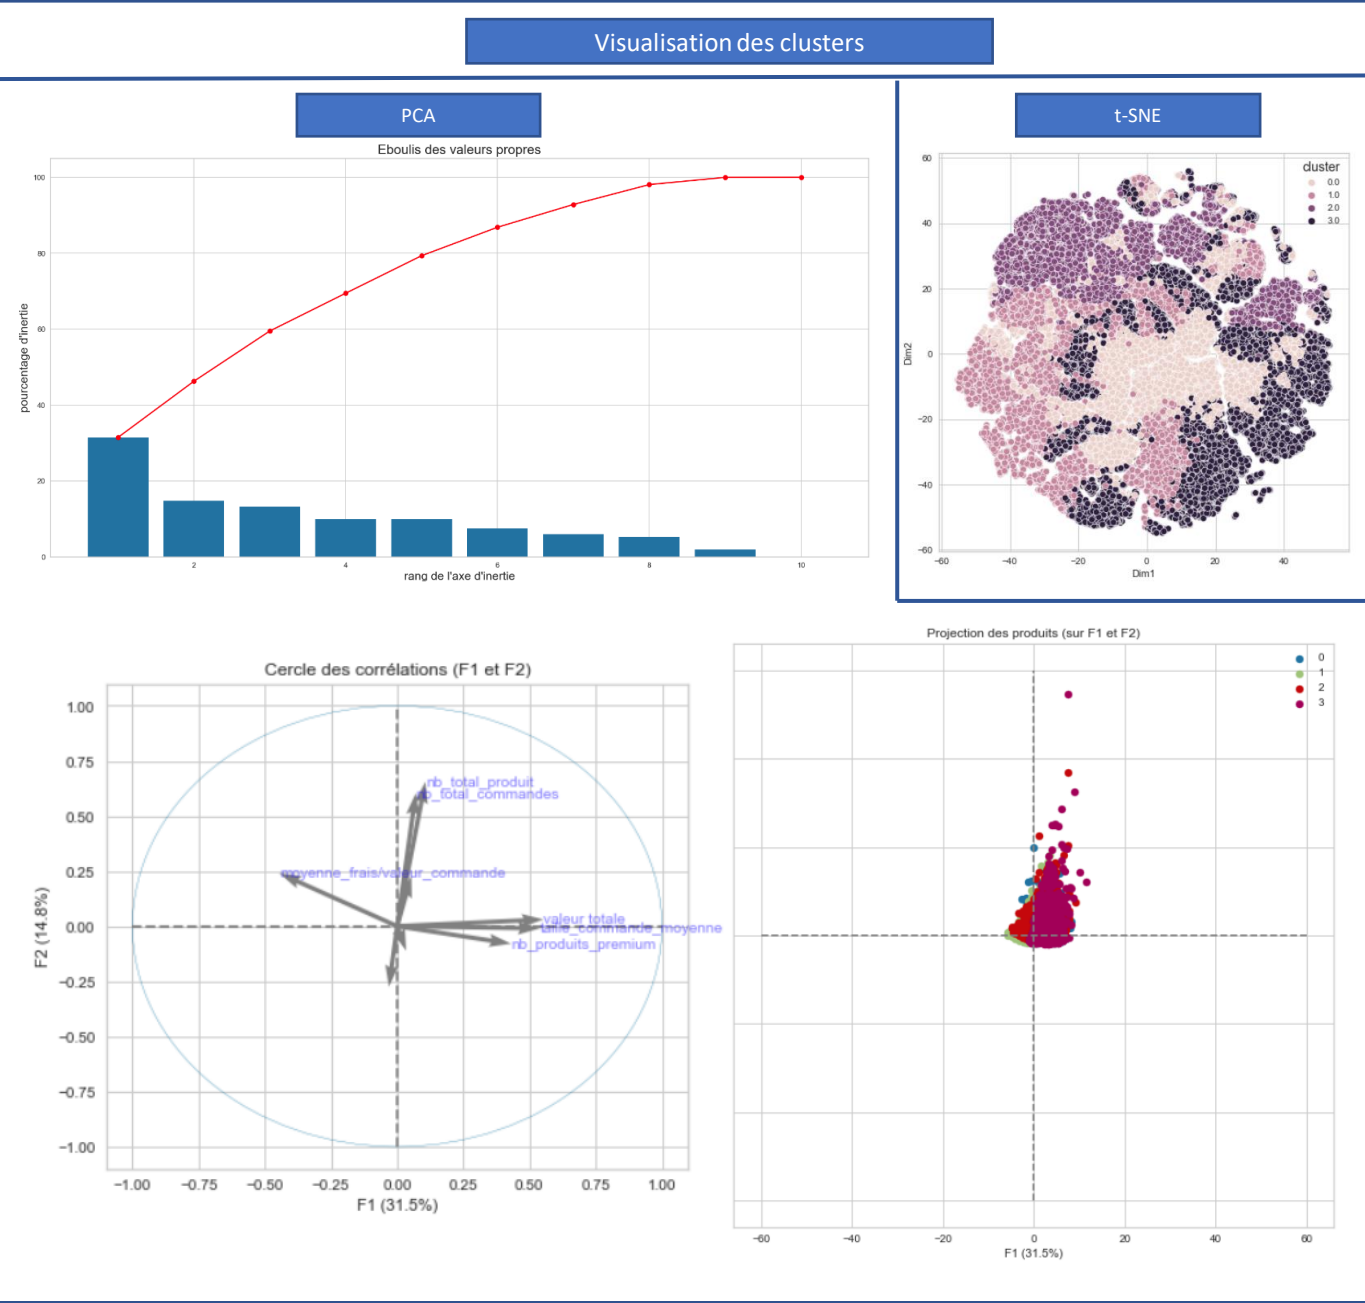 Visualisation des clusters
PCA
Eboulis des valeurs propres
100
80
60
40
20
0
pourcentage d'inertie
2
4
6
8
10
rang de l'axe d'inertie
t-SNE
60
40
20
0
−20
−40
−60
Dim2
cluster
0.0
1.0
2.0
3.0
−60
−40
−20
0
20
40
Dim1
Cercle des corrélations (F1 et F2)
1.00
0.75
0.50
0.25
0.00
−0.25
−0.50
−0.75
−1.00
F2 (14.8%)
nb_total_produit
nb_total_commandes
moyenne_frais/valeur_commande
valeur totale
taille_commande_moyenne
nb_produits_premium
−1.00
−0.75
−0.50
−0.25
0.00
0.25
0.50
0.75
1.00
F1 (31.5%)
Projection des produits (sur F1 et F2)
0
1
2
3
−60
−40
−20
0
20
40
60
F1 (31.5%)